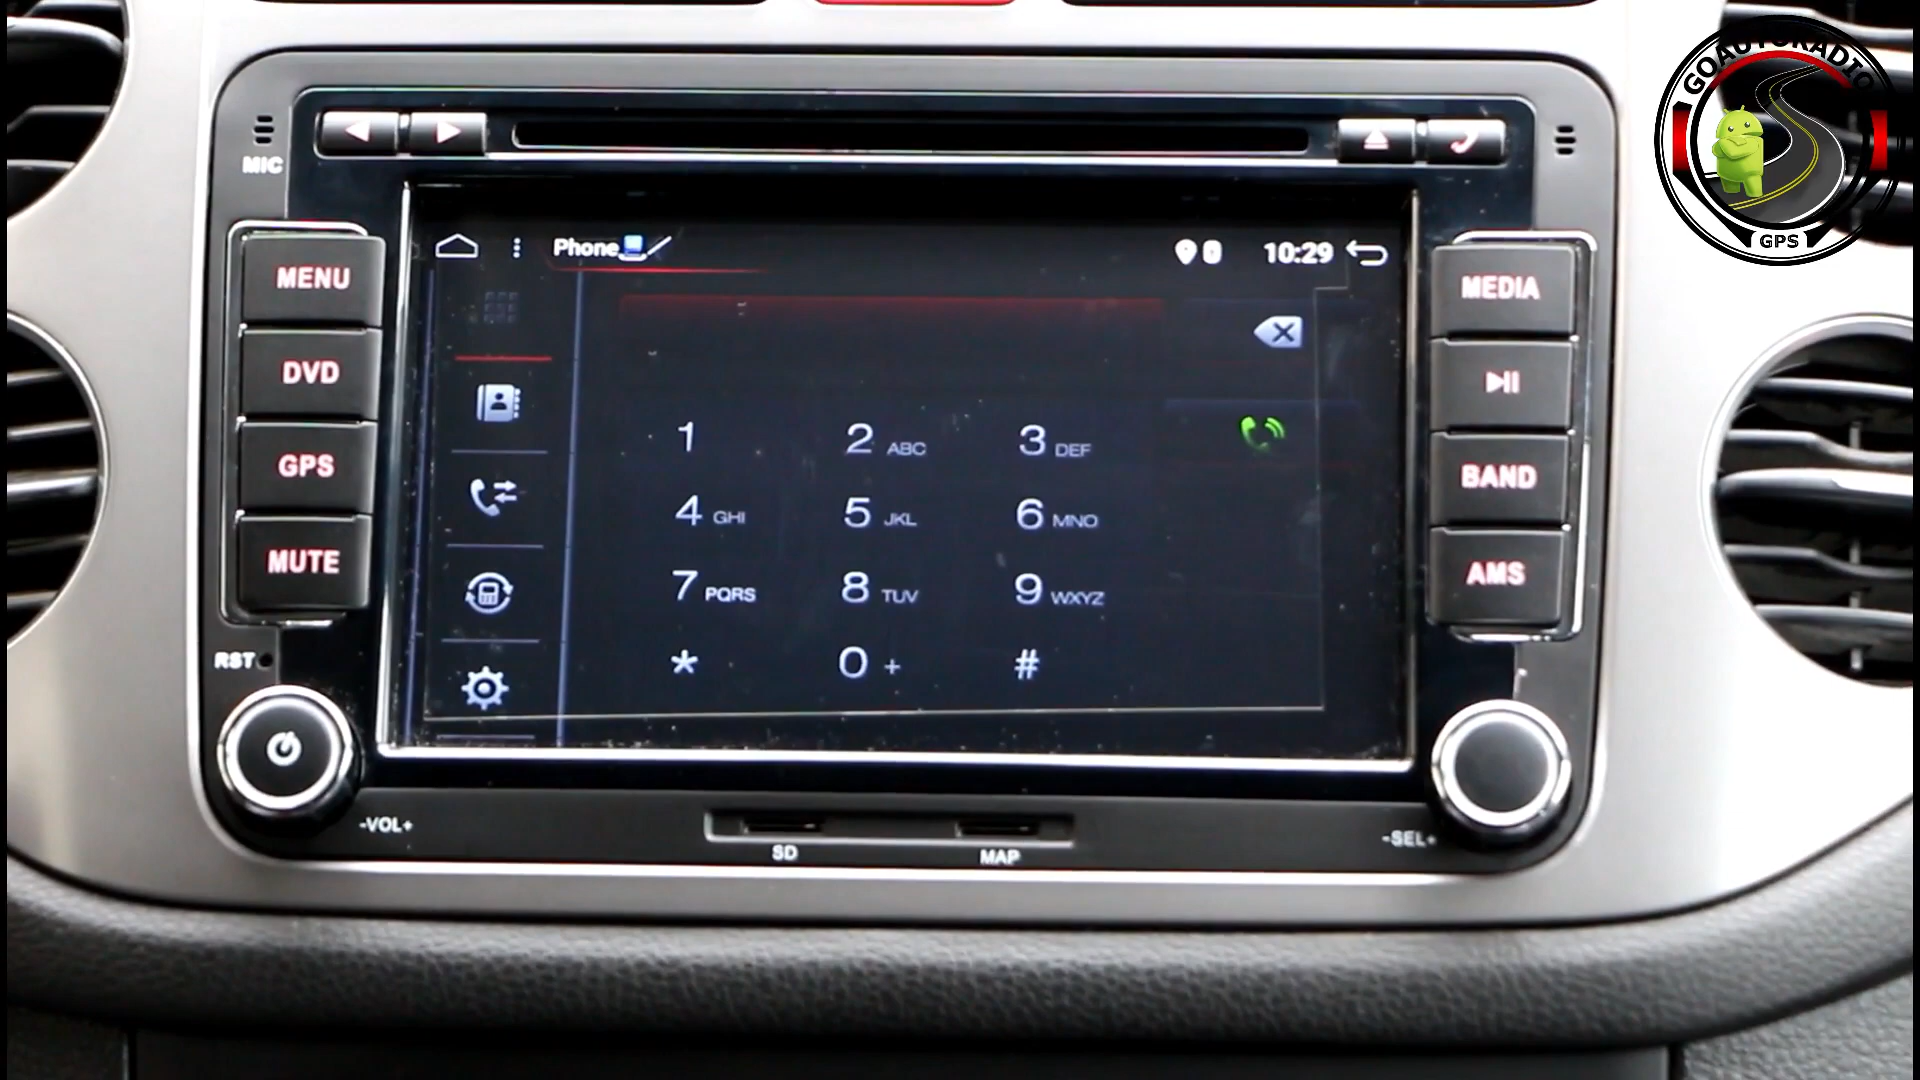 GOAUTORADIO
GPS
MIC
MENU
DVD
GPS
MUTE
RST
-VOL+
Phone
10:29
1
2 ABC
3 DEF
4 GHI
5 JKL
6 MNO
7 PQRS
8 TUV
9 WXYZ
*
0 +
#
MEDIA
BAND
AMS
-SEL+
SD
MAP